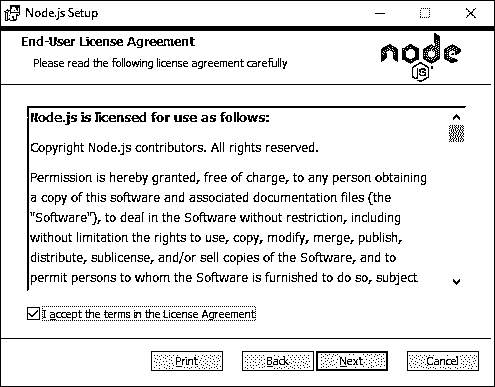 Node.js Setup
End-User License Agreement
Please read the following license agreement carefully
node
JS
Node.js is licensed for use as follows:
Copyright Node.js contributors. All rights reserved.
Permission is hereby granted, free of charge, to any person obtaining
a copy of this software and associated documentation files (the
"Software"), to deal in the Software without restriction, including
without limitation the rights to use, copy, modify, merge, publish,
distribute, sublicense, and/or sell copies of the Software, and to
permit persons to whom the Software is furnished to do so, subject
I accept the terms in the License Agreement
Print Back Next Cancel